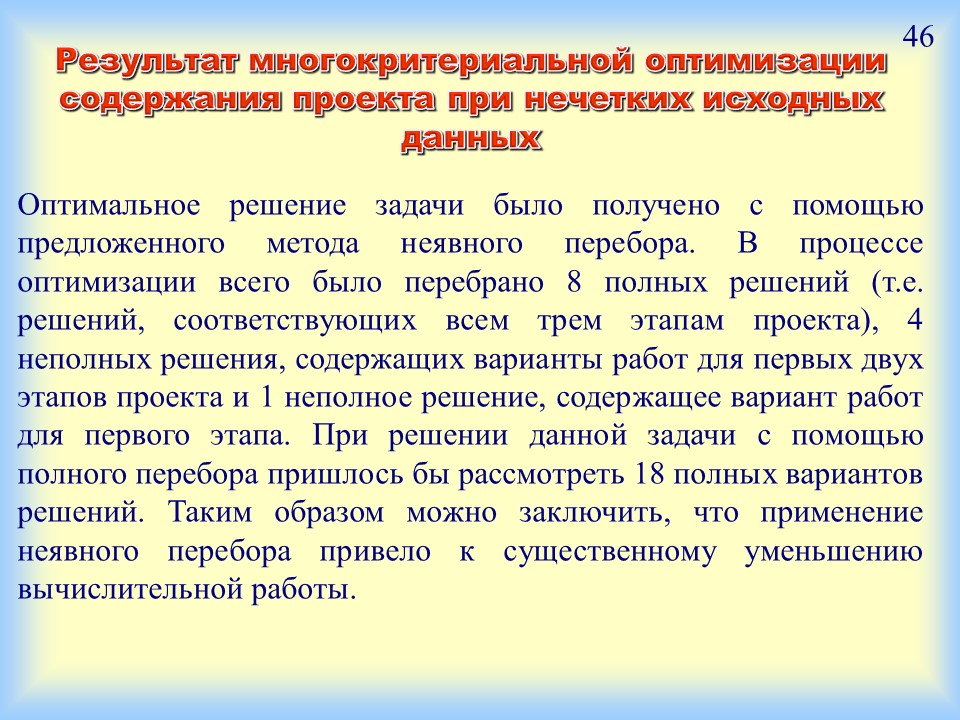 46
Результат многокритериальной оптимизации
содержания проекта при нечетких исходных
данных
Оптимальное решение задачи было получено с помощью
предложенного метода неявного перебора. В процессе
оптимизации всего было перебрано 8 полных решений (т.е.
решений, соответствующих всем трем этапам проекта), 4
неполных решения, содержащих варианты работ для первых двух
этапов проекта и 1 неполное решение, содержащее вариант работ
для первого этапа. При решении данной задачи с помощью
полного перебора пришлось бы рассмотреть 18 полных вариантов
решений. Таким образом можно заключить, что применение
неявного перебора привело к существенному уменьшению
вычислительной работы.